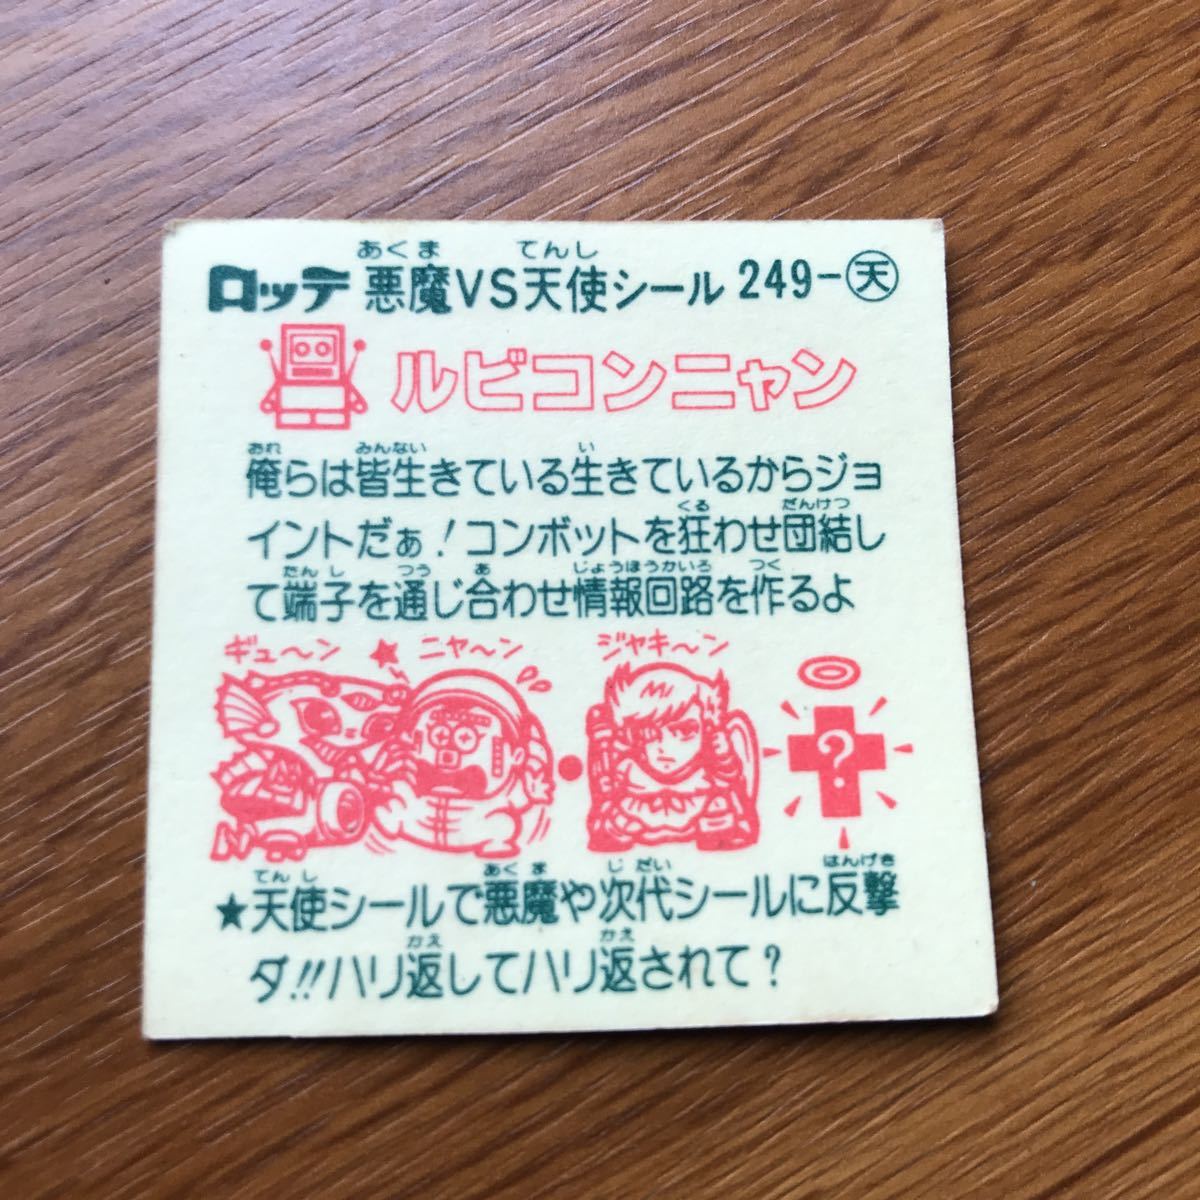 ロッテ 悪魔VS天使シール 249-天
あくま てんし
ルビコンニャン
おれ みんない い
俺らは皆生きている生きているからジョ
くる だんけつ
イントだぁ！コンボットを狂わせ団結し
たんし つう あ じょうほうかいろ つく
て端子を通じ合わせ情報回路を作るよ
ギュ〜ン ★ ニャ〜ン ジャキ〜ン
?
てんし あくま じだい はんげき
★天使シールで悪魔や次代シールに反撃
かえ かえ
ダ!!ハリ返してハリ返されて？